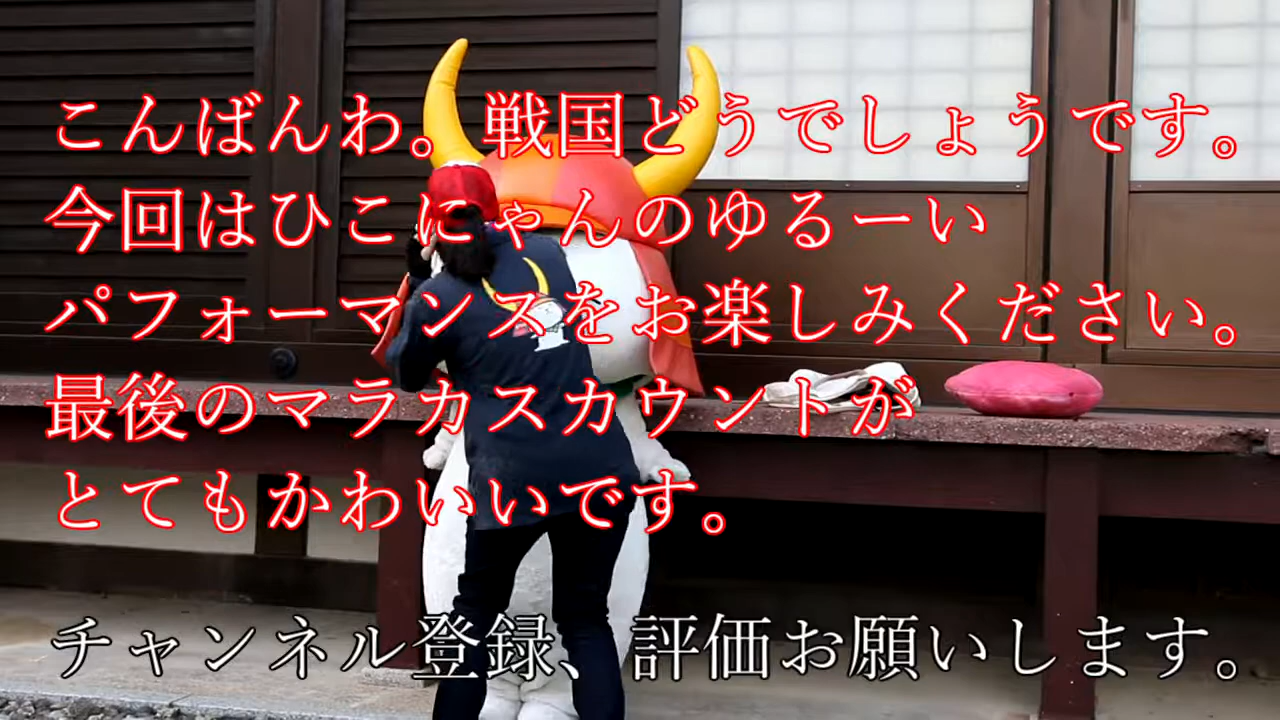 こんばんわ。戦国どうでしょうです。
今回はひこにゃんのゆるーい
パフォーマンスをお楽しみください。
最後のマラカスカウントが
とてもかわいいです。
チャンネル登録、評価お願いします。